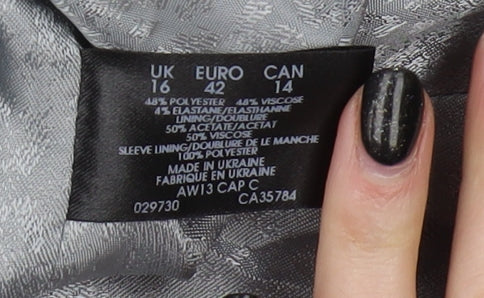 UK EURO CAN
16 42 14
48% POLYESTER 48% VISCOSE
4% ELASTANE/ELASTHANNE
LINING/DOUBLURE
50% ACETATE/ACETAT
50% VISCOSE
SLEEVE LINING/DOUBLURE DE LA MANCHE
100% POLYESTER
MADE IN UKRAINE
FABRIQUE EN UKRAINE
AW13 CAP C
029730 CA35784